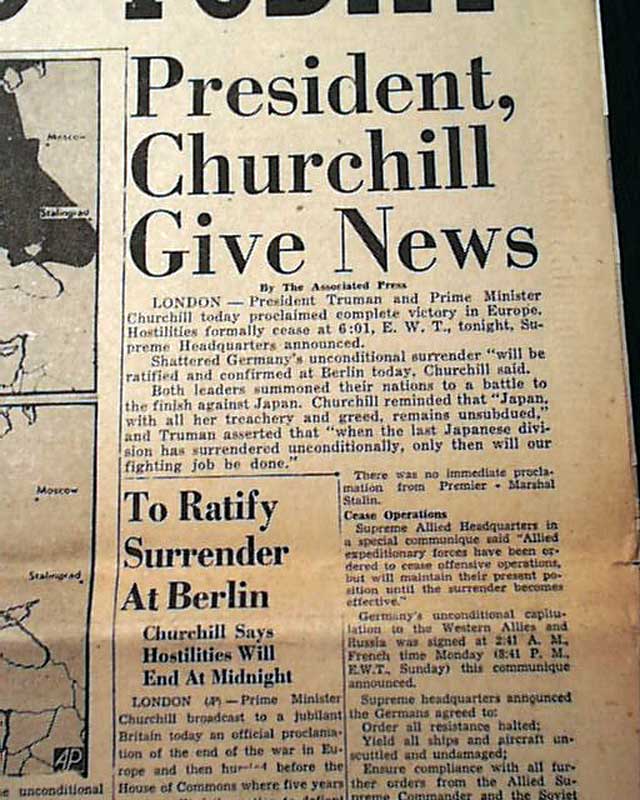 TODAY
President,
Churchill
Give News
By The Associated Press
LONDON — President Truman and Prime Minister
Churchill today proclaimed complete victory in Europe.
Hostilities formally cease at 6:01, E. W. T., tonight, Su-
preme Headquarters announced.
Shattered Germany's unconditional surrender "will be
ratified and confirmed at Berlin today, Churchill said.
Both leaders summoned their nations to a battle to
the finish against Japan. Churchill reminded that "Japan,
with all her treachery and greed, remains unsubdued,"
and Truman asserted that "when the last Japanese divi-
sion has surrendered unconditionally, only then will our
fighting job be done."
To Ratify
Surrender
At Berlin
Churchill Says
Hostilities Will
End At Midnight
LONDON (AP) — Prime Minister
Churchill broadcast to a jubilant
Britain today an official proclama-
tion of the end of the war in Eu-
rope and then before the
House of Commons where five years
There was no immediate procla-
mation from Premier - Marshal
Stalin.
Cease Operations
Supreme Allied Headquarters in
a special communique said "Allied
expeditionary forces have been or-
dered to cease offensive operations,
but will maintain their present po-
sition until the surrender becomes
effective."
Germany's unconditional capitu-
lation to the Western Allies and
Russia was signed at 2:41 A. M.,
French time Monday (8:41 P. M.,
E.W.T., Sunday) this communique
announced.
Supreme headquarters announced
the Germans agreed to:
Order all resistance halted;
Yield all ships and aircraft un-
scuttled and undamaged;
Ensure compliance with all fur-
ther orders from the Allied Su-
preme Commander and the Soviet
Moscow
Stalingrad
Moscow
Stalingrad
AP
unconditional